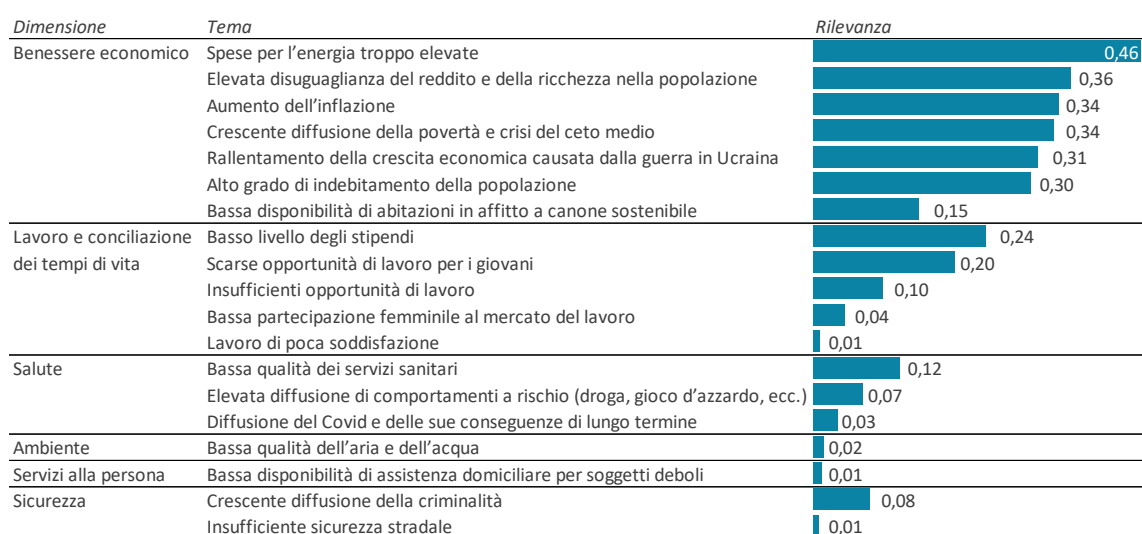 Dimensione Tema Rilevanza
Benessere economico Spese per l’energia troppo elevate 0,46
Elevata disuguaglianza del reddito e della ricchezza nella popolazione 0,36
Aumento dell’inflazione 0,34
Crescente diffusione della povertà e crisi del ceto medio 0,34
Rallentamento della crescita economica causata dalla guerra in Ucraina 0,31
Alto grado di indebitamento della popolazione 0,30
Bassa disponibilità di abitazioni in affitto a canone sostenibile 0,15
Lavoro e conciliazione Basso livello degli stipendi 0,24
dei tempi di vita Scarse opportunità di lavoro per i giovani 0,20
Insufficienti opportunità di lavoro 0,10
Bassa partecipazione femminile al mercato del lavoro 0,04
Lavoro di poca soddisfazione 0,01
Salute Bassa qualità dei servizi sanitari 0,12
Elevata diffusione di comportamenti a rischio (droga, gioco d’azzardo, ecc.) 0,07
Diffusione del Covid e delle sue conseguenze di lungo termine 0,03
Ambiente Bassa qualità dell’aria e dell’acqua 0,02
Servizi alla persona Bassa disponibilità di assistenza domiciliare per soggetti deboli 0,01
Sicurezza Crescente diffusione della criminalità 0,08
Insufficiente sicurezza stradale 0,01